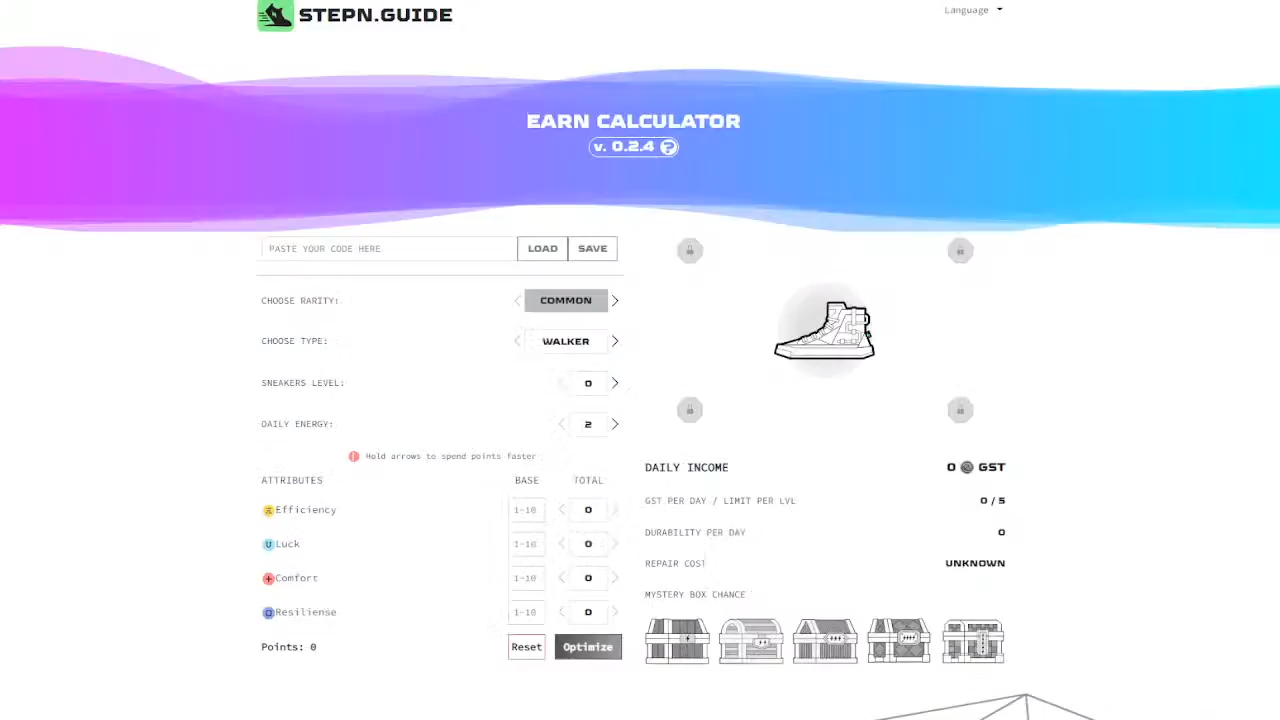 STEPN.GUIDE
Language
EARN CALCULATOR
v. 0.2.4 ?
PASTE YOUR CODE HERE
LOAD
SAVE
CHOOSE RARITY:
COMMON
CHOOSE TYPE:
WALKER
SNEAKERS LEVEL:
0
DAILY ENERGY:
2
Hold arrows to spend points faster
ATTRIBUTES BASE TOTAL
Efficiency 1-10 0
Luck 1-10 0
Comfort 1-10 0
Resiliense 1-10 0
Points: 0
Reset
Optimize
DAILY INCOME 0 GST
GST PER DAY / LIMIT PER LVL 0 / 5
DURABILITY PER DAY 0
REPAIR COST UNKNOWN
MYSTERY BOX CHANCE